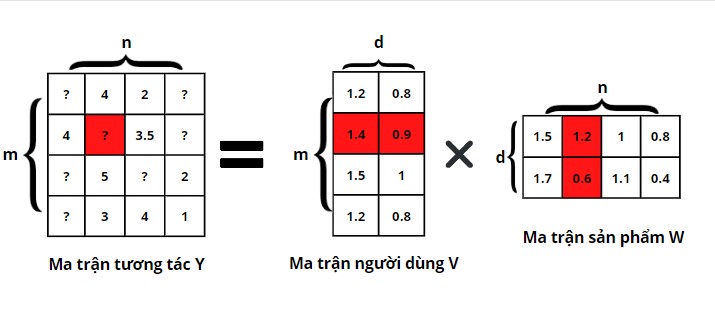 n
m
? 4 2 ?
4 ? 3.5 ?
? 5 ? 2
? 3 4 1
Ma trận tương tác Y
=
d
m
1.2 0.8
1.4 0.9
1.5 1
1.2 0.8
Ma trận người dùng V
×
n
d
1.5 1.2 1 0.8
1.7 0.6 1.1 0.4
Ma trận sản phẩm W